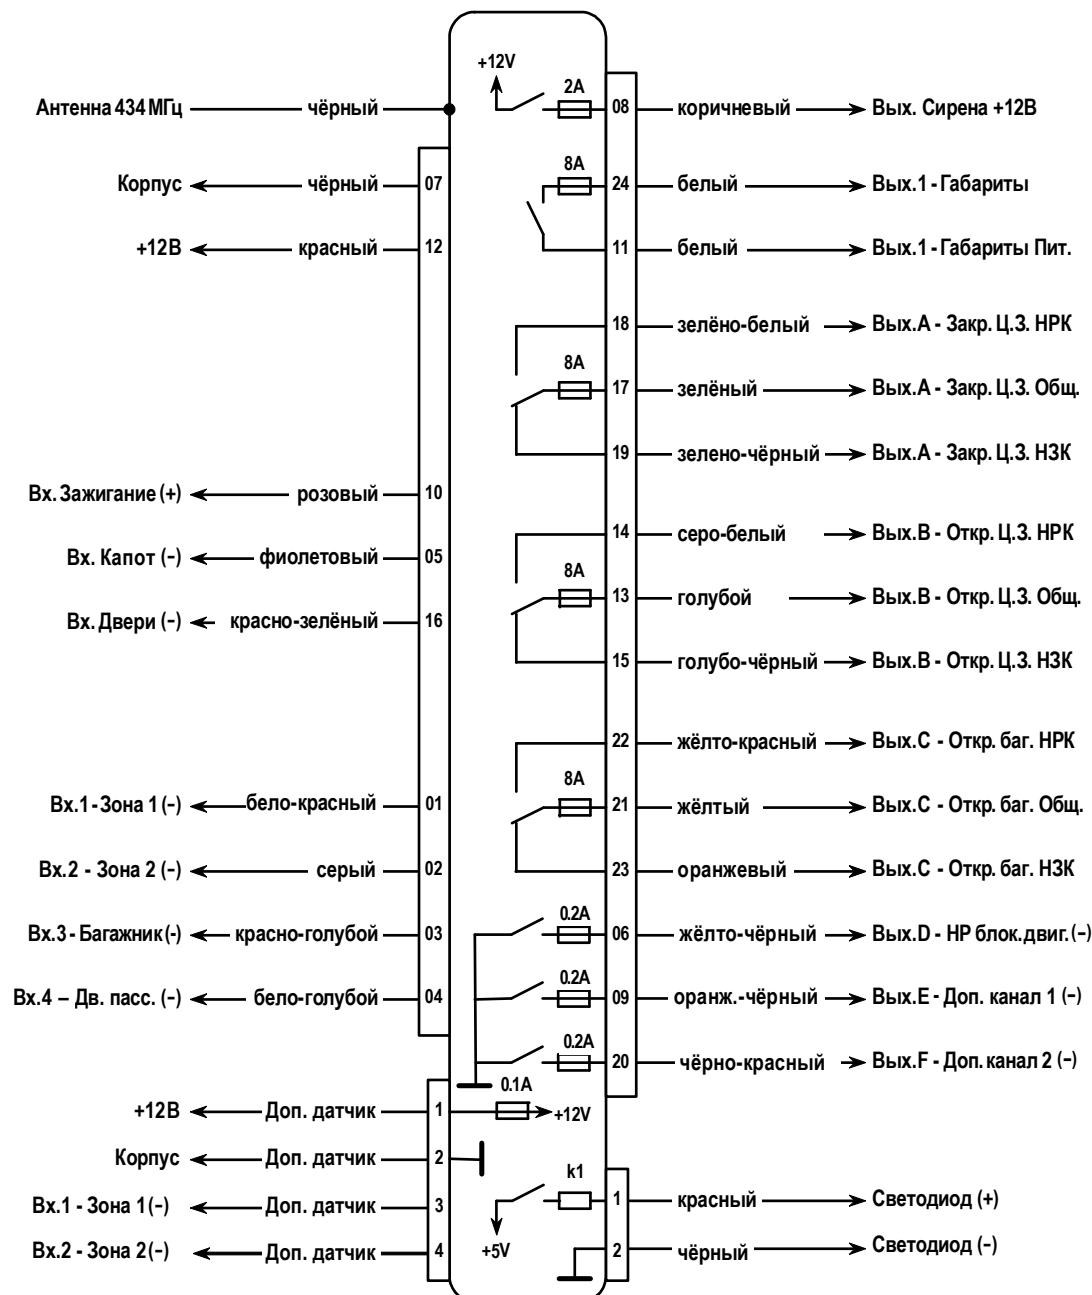 +12V
Антенна 434 МГц чёрный 2A 08 коричневый Вых. Сирена +12В
Корпус чёрный 07 8A 24 белый Вых.1 - Габариты
+12В красный 12 11 белый Вых.1 - Габариты Пит.
18 зелёно-белый Вых.А - Закр. Ц.З. НРК
8A
17 зелёный Вых.А - Закр. Ц.З. Общ.
19 зелено-чёрный Вых.А - Закр. Ц.З. НЗК
Вх. Зажигание (+) розовый 10
14 серо-белый Вых.В - Откр. Ц.З. НРК
Вх. Капот (-) фиолетовый 05
8A
13 голубой Вых.В - Откр. Ц.З. Общ.
Вх. Двери (-) красно-зелёный 16
15 голубо-чёрный Вых.В - Откр. Ц.З. НЗК
22 жёлто-красный Вых.С - Откр. баг. НРК
8A
Вх.1 - Зона 1 (-) бело-красный 01 21 жёлтый Вых.С - Откр. баг. Общ.
Вх.2 - Зона 2 (-) серый 02 23 оранжевый Вых.С - Откр. баг. НЗК
0.2A
Вх.3 - Багажник (-) красно-голубой 03 06 жёлто-чёрный Вых.D - НР блок.двиг. (-)
0.2A
Вх.4 – Дв. пасс. (-) бело-голубой 04 09 оранж.-чёрный Вых.Е - Доп. канал 1 (-)
0.2A
20 чёрно-красный Вых.F - Доп. канал 2 (-)
0.1A
+12В Доп. датчик 1 +12V
Корпус Доп. датчик 2
k1
Вх.1 - Зона 1 (-) Доп. датчик 3 1 красный Светодиод (+)
Вх.2 - Зона 2 (-) Доп. датчик 4 +5V 2 чёрный Светодиод (-)